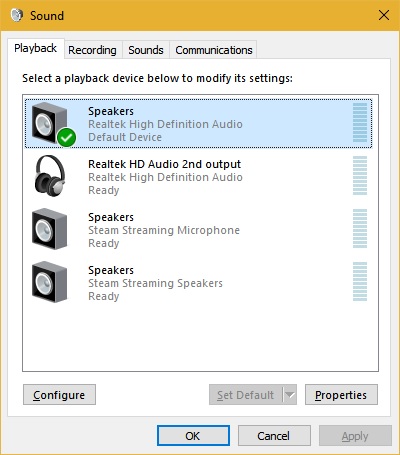 Sound
Playback Recording Sounds Communications
Select a playback device below to modify its settings:
Speakers
Realtek High Definition Audio
Default Device
Realtek HD Audio 2nd output
Realtek High Definition Audio
Ready
Speakers
Steam Streaming Microphone
Ready
Speakers
Steam Streaming Speakers
Ready
Configure Set Default Properties
OK Cancel Apply